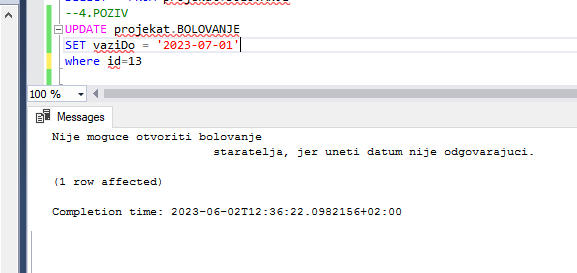 --4.POZIV
UPDATE projekat.BOLOVANJE
SET vaziDo = '2023-07-01'
where id=13
100 %
Messages
Nije moguce otvoriti bolovanje
staratelja, jer uneti datum nije odgovarajuci.
(1 row affected)
Completion time: 2023-06-02T12:36:22.0982156+02:00